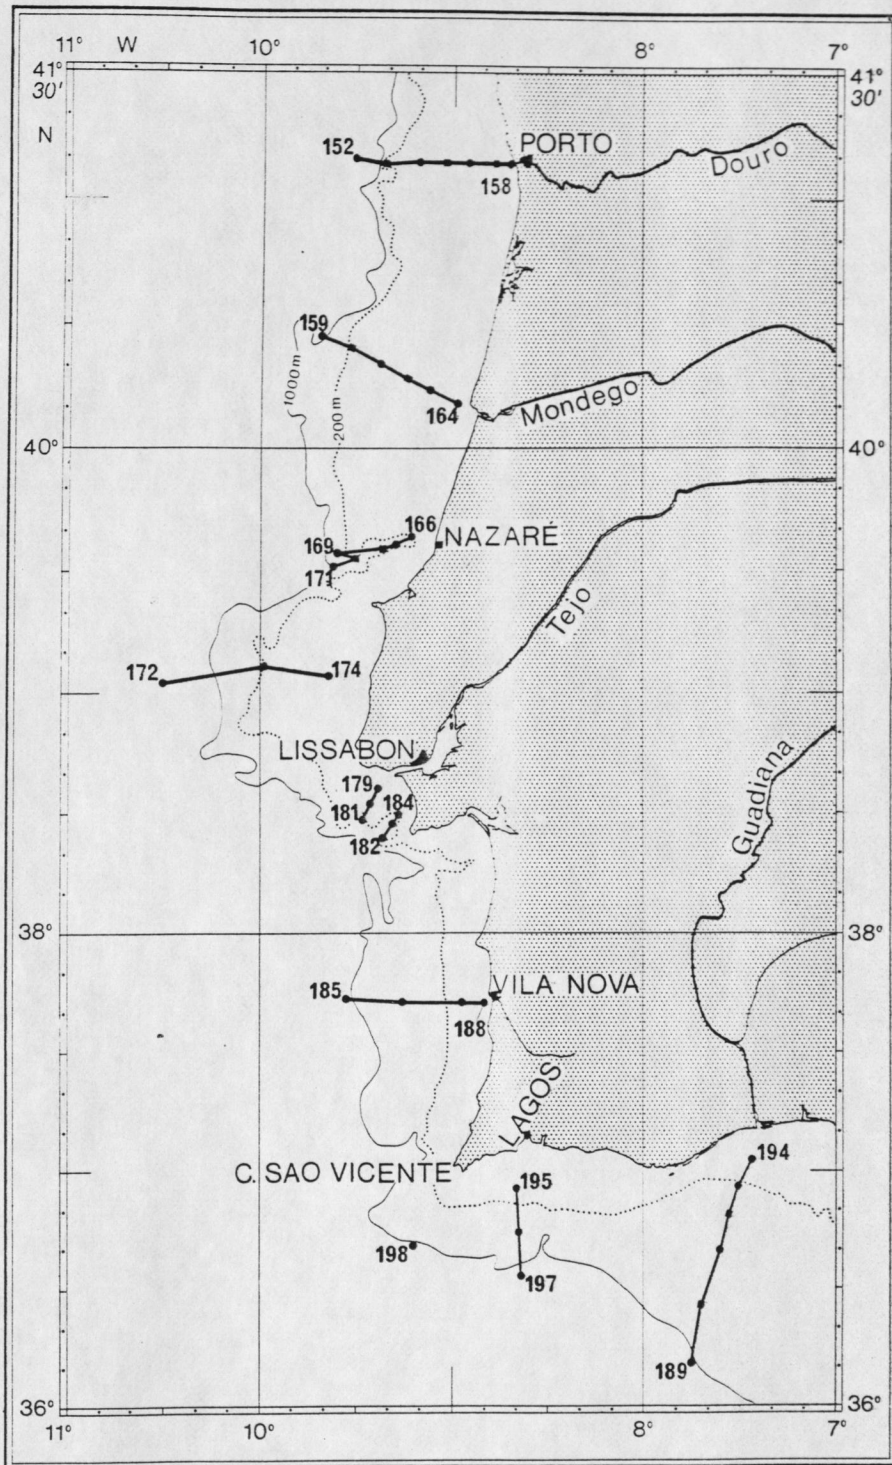 11° W 10° 8° 7°
41° 30' 41° 30'
N
152 PORTO
158 Douro
159
1000m
200m
164 Mondego
40° 40°
166
169 NAZARÉ
171
Tejo
172 174
LISSABON
179
181 184
182
Guadiana
38° 38°
185 VILA NOVA
188
LAGOS
C. SAO VICENTE 194
195
198
197
189
36° 36°
11° 10° 8° 7°